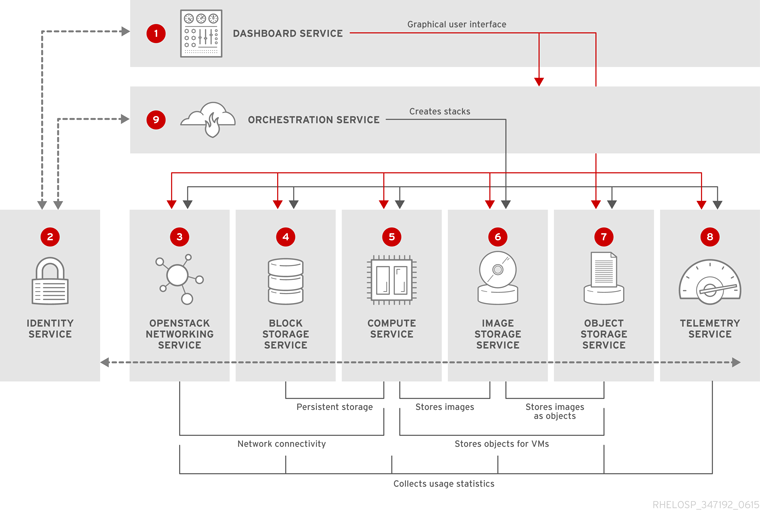 1
DASHBOARD SERVICE
Graphical user interface
9
ORCHESTRATION SERVICE
Creates stacks
2
IDENTITY
SERVICE
3
OPENSTACK
NETWORKING
SERVICE
4
BLOCK
STORAGE
SERVICE
5
COMPUTE
SERVICE
6
IMAGE
STORAGE
SERVICE
7
OBJECT
STORAGE
SERVICE
8
TELEMETRY
SERVICE
Persistent storage
Stores images
Stores images
as objects
Network connectivity
Stores objects for VMs
Collects usage statistics
RHELOSP_347192_0615